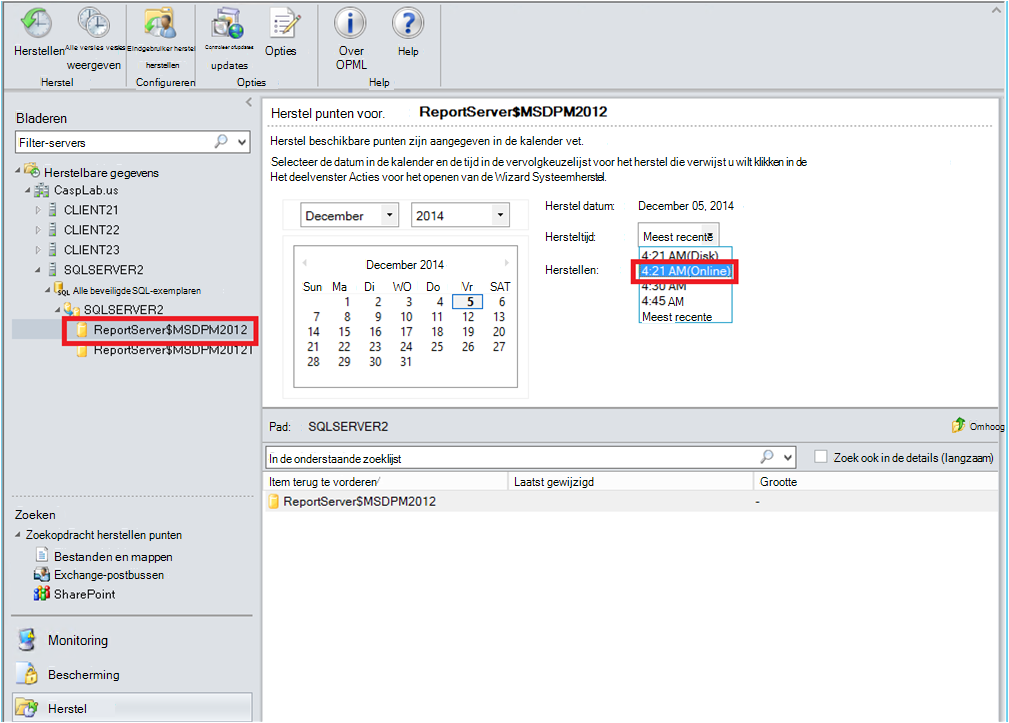 Herstellen
Alle versies versies
weergeven
Herstel
Eindgebruiker herstel
herstellen
Configureren
Controleer of updates
updates
Opties
Opties
Over
OPML
Help
Help
Bladeren
Filter-servers
Herstelbare gegevens
CaspLab.us
CLIENT21
CLIENT22
CLIENT23
SQLSERVER2
Alle beveiligde SQL-exemplaren
SQLSERVER2
ReportServer$MSDPM2012
ReportServer$MSDPM2012T
Zoeken
Zoekopdracht herstellen punten
Bestanden en mappen
Exchange-postbussen
SharePoint
Monitoring
Bescherming
Herstel
Herstel punten voor. ReportServer$MSDPM2012
Herstel beschikbare punten zijn aangegeven in de kalender vet.
Selecteer de datum in de kalender en de tijd in de vervolgkeuzelijst voor het herstel die verwijst u wilt klikken in de
Het deelvenster Acties voor het openen van de Wizard Systeemherstel.
December 2014
December 2014
Sun Ma Di WO Do Vr SAT
1 2 3 4 5 6
7 8 9 10 11 12 13
14 15 16 17 18 19 20
21 22 23 24 25 26 27
28 29 30 31
Herstel datum: December 05, 2014
Hersteltijd: Meest recente
4:21 AM(Disk)
Herstellen: 4:21 AM(Online)
4:30 AM
4:45 AM
Meest recente
Pad: SQLSERVER2
Omhoog
In de onderstaande zoeklijst
Zoek ook in de details (langzaam)
Item terug te vorderen/ Laatst gewijzigd Grootte
ReportServer$MSDPM2012 -